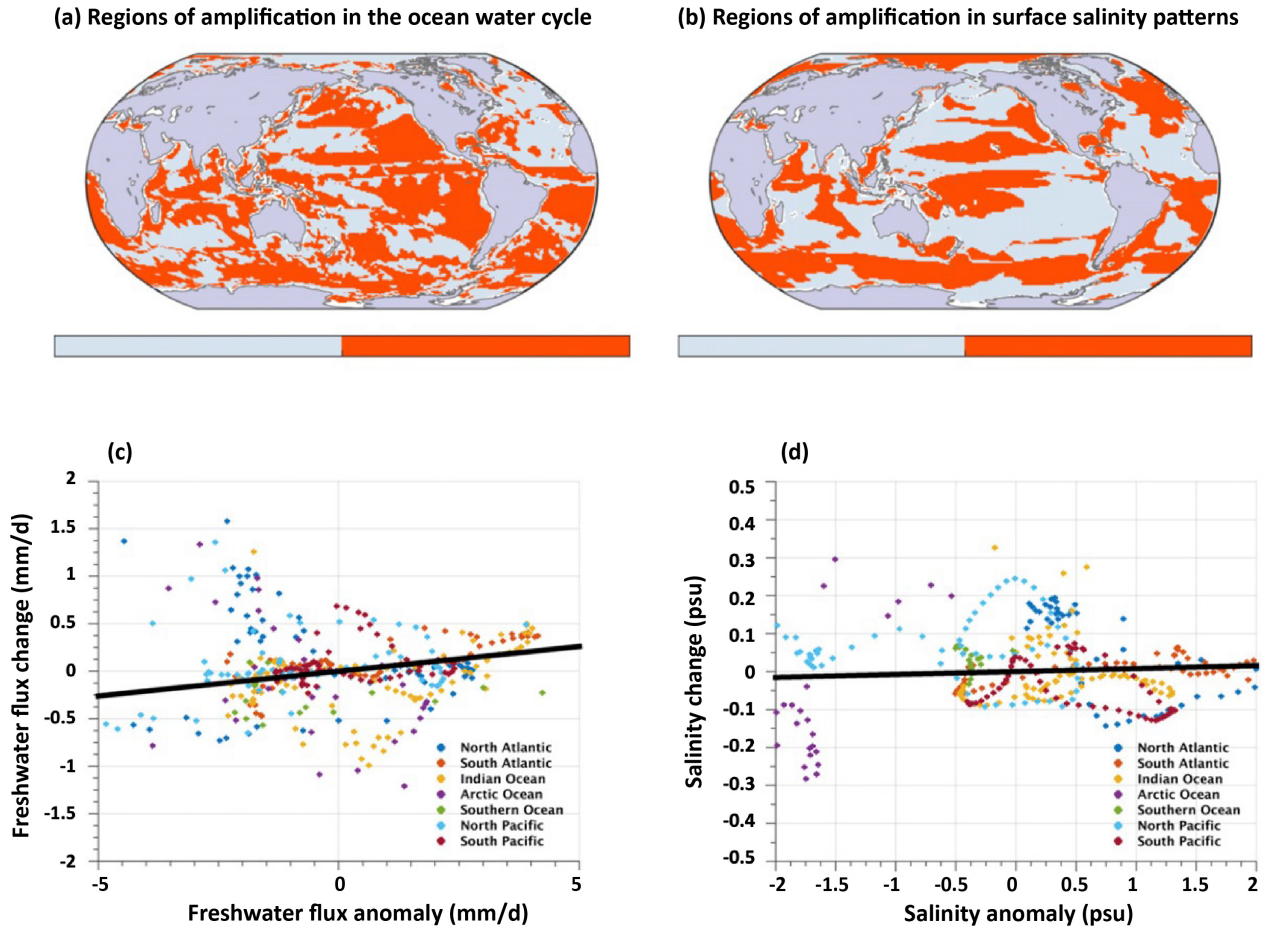 (a) Regions of amplification in the ocean water cycle
(b) Regions of amplification in surface salinity patterns
(c)
Freshwater flux change (mm/d)
2
1.5
1
0.5
0
-0.5
-1
-1.5
-2
-5
0
5
Freshwater flux anomaly (mm/d)
North Atlantic
South Atlantic
Indian Ocean
Arctic Ocean
Southern Ocean
North Pacific
South Pacific
(d)
Salinity change (psu)
0.5
0.4
0.3
0.2
0.1
0
-0.1
-0.2
-0.3
-0.4
-0.5
-2
-1.5
-1
-0.5
0
0.5
1
1.5
2
Salinity anomaly (psu)
North Atlantic
South Atlantic
Indian Ocean
Arctic Ocean
Southern Ocean
North Pacific
South Pacific